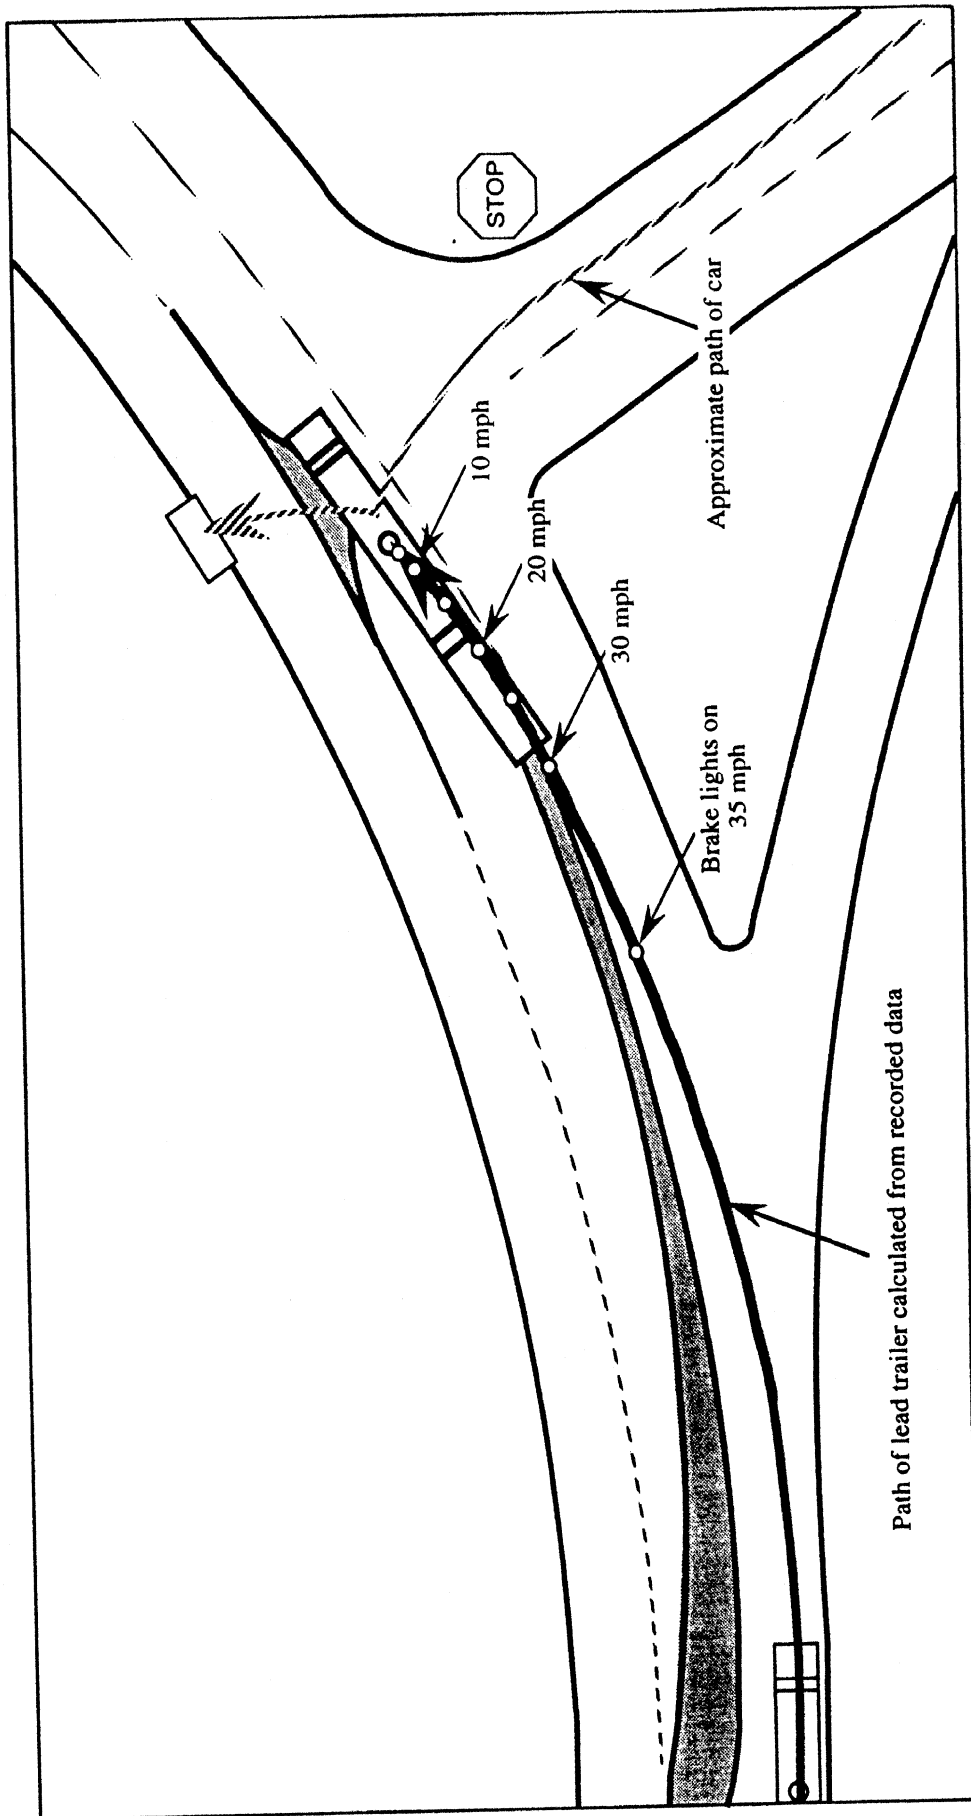 STOP
Approximate path of car
10 mph
20 mph
30 mph
Brake lights on
35 mph
Path of lead trailer calculated from recorded data